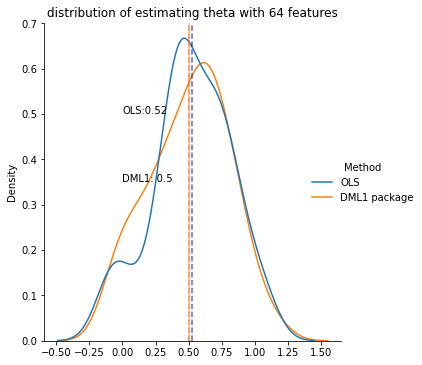 distribution of estimating theta with 64 features
0.7
0.6
0.5
0.4
0.3
0.2
0.1
0.0
Density
OLS:0.52
DML1: 0.5
Method
OLS
DML1 package
−0.50 −0.25 0.00 0.25 0.50 0.75 1.00 1.25 1.50